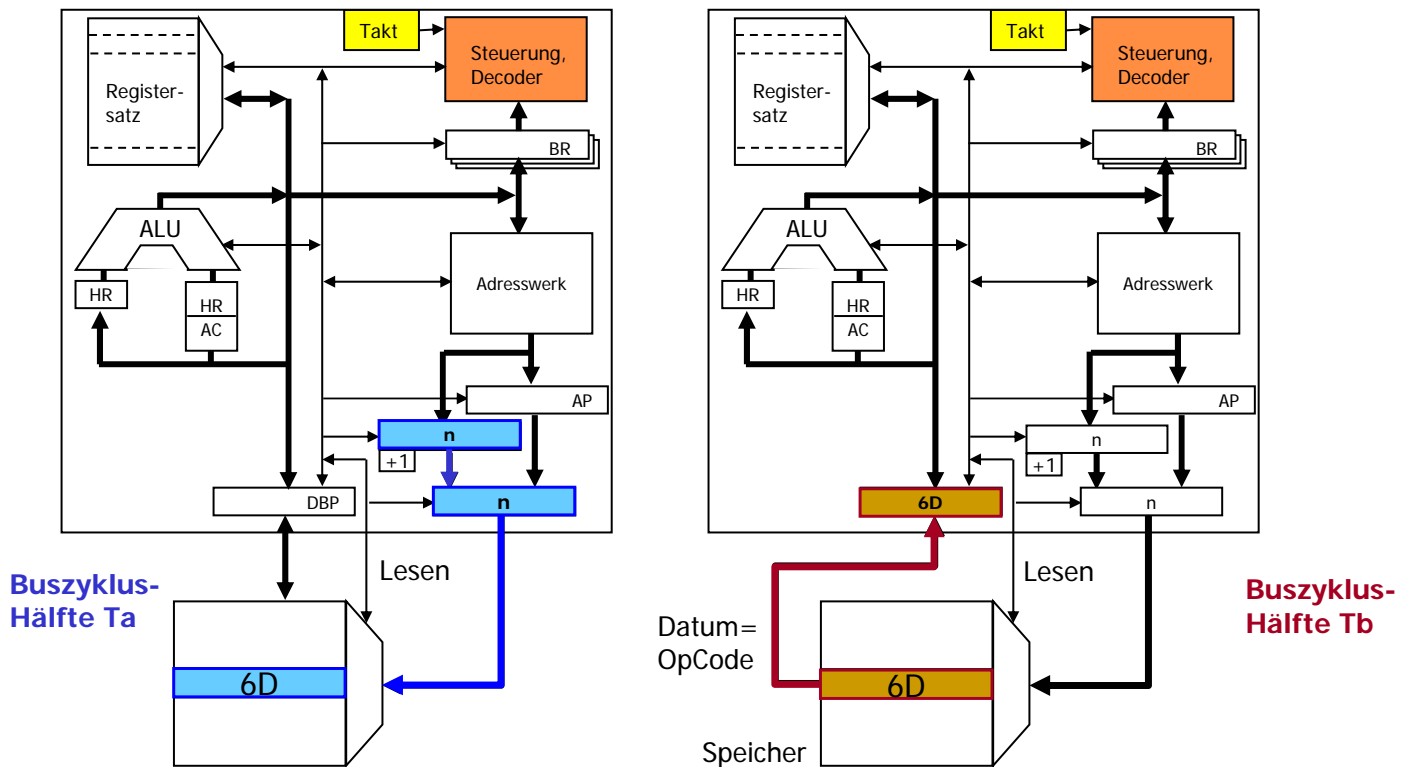 Takt
Steuerung,
Decoder
Register-
satz
BR
ALU
HR
HR
AC
Adresswerk
AP
n
+1
DBP
n
Lesen
Buszyklus-
Hälfte Ta
6D
Takt
Steuerung,
Decoder
Register-
satz
BR
ALU
HR
HR
AC
Adresswerk
AP
n
+1
6D
n
Lesen
Buszyklus-
Hälfte Tb
Datum=
OpCode
6D
Speicher